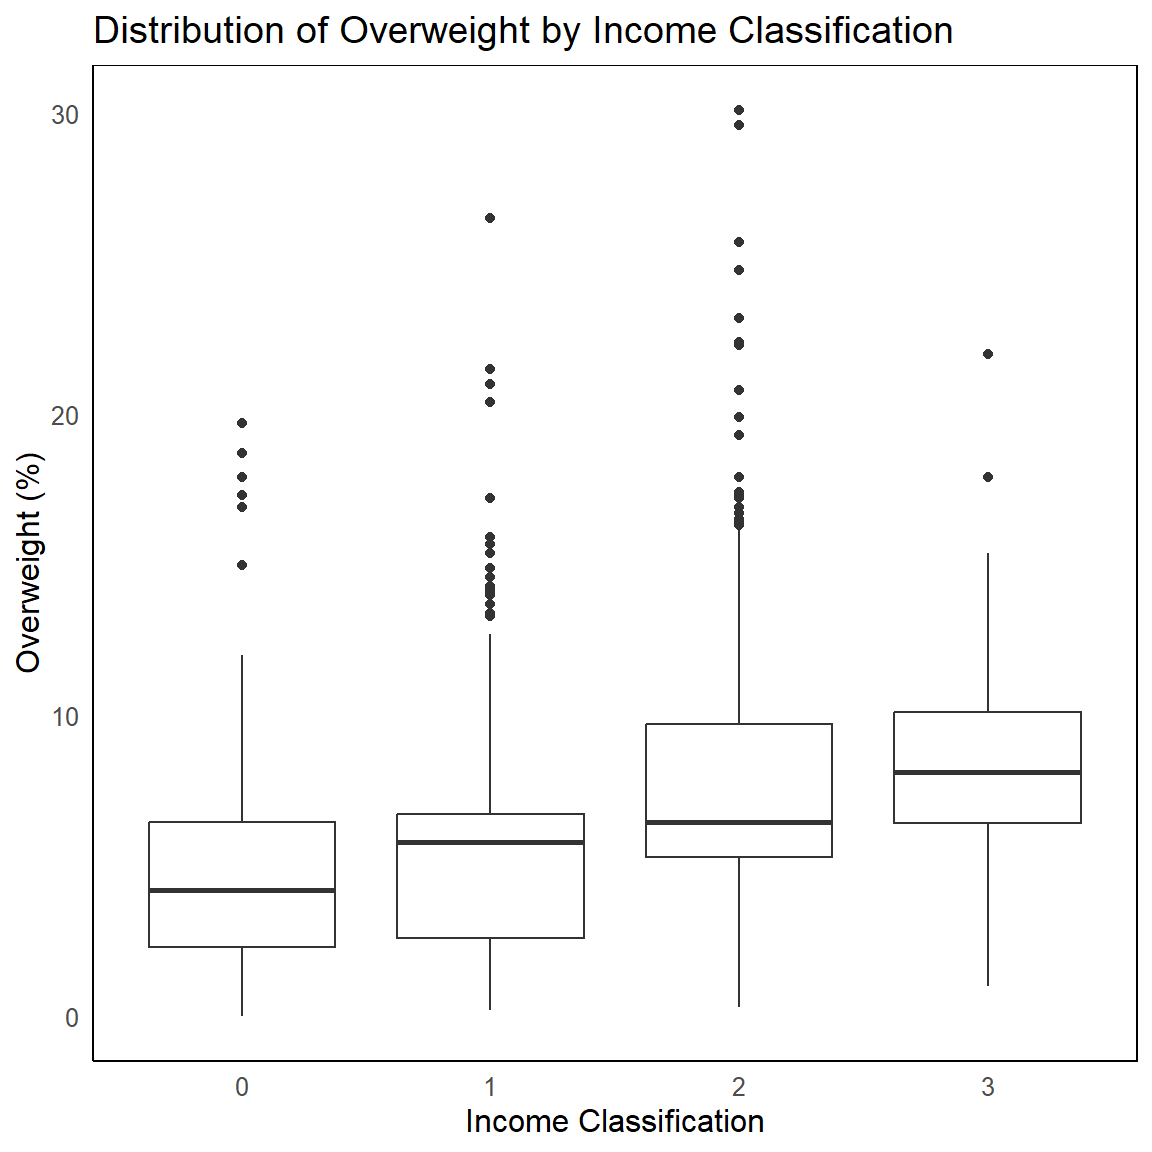 Distribution of Overweight by Income Classification
30
20
10
0
Overweight (%)
0 1 2 3
Income Classification